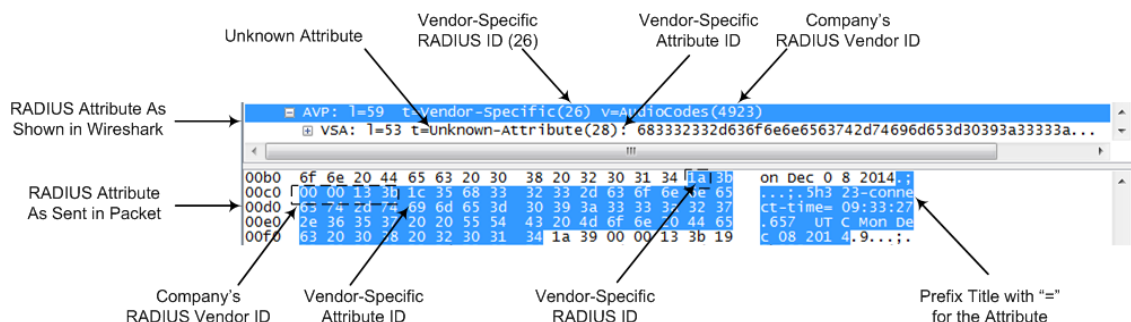 Vendor-Specific
RADIUS ID (26)
Vendor-Specific
Attribute ID
Company's
RADIUS Vendor ID
Unknown Attribute
RADIUS Attribute As
Shown in Wireshark
AVP: l=59 t=Vendor-Specific(26) v=AudioCodes(4923)
VSA: l=53 t=Unknown-Attribute(28): 683332332d636f6e6e6563742d74696d653d30393a33333a...
RADIUS Attribute
As Sent in Packet
00b0 6f 6e 20 44 65 63 20 30 38 20 32 30 31 34 1a 3b on Dec 0 8 2014.;
00c0 00 00 13 3b 1c 35 68 33 32 33 2d 63 6f 6e 6e 65 ...;.5h3 23-conne
00d0 63 74 2d 74 69 6d 65 3d 30 39 3a 33 33 3a 32 37 ct-time= 09:33:27
00e0 2e 36 35 37 20 20 55 54 43 20 4d 6f 6e 20 44 65 .657 UT C Mon De
00f0 63 20 30 38 20 32 30 31 34 1a 39 00 00 13 3b 19 c 08 201 4.9...;.
Company's
RADIUS Vendor ID
Vendor-Specific
Attribute ID
Vendor-Specific
RADIUS ID
Prefix Title with "="
for the Attribute